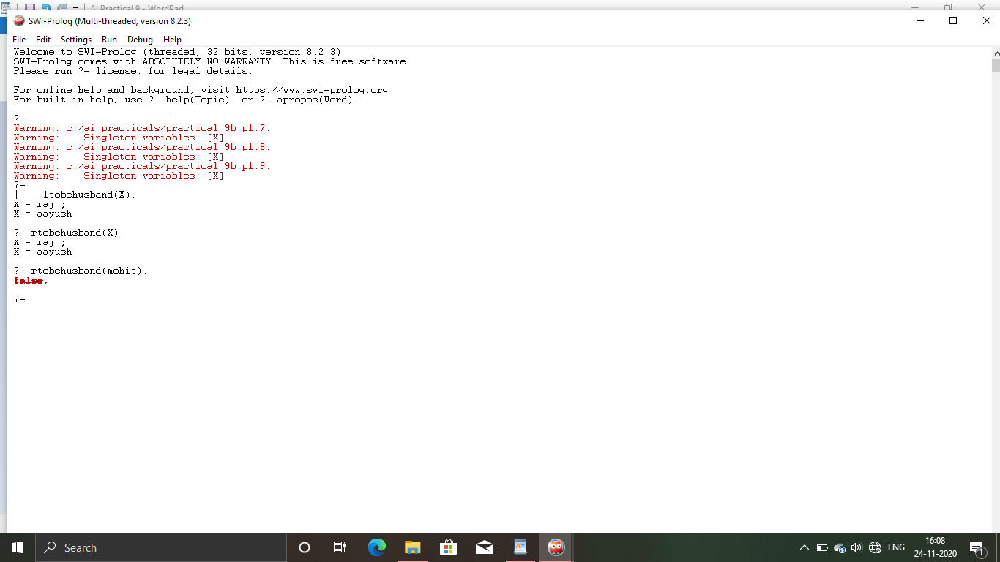 AI Practical 9 - WordPad
SWI-Prolog (Multi-threaded, version 8.2.3)
File Edit Settings Run Debug Help
Welcome to SWI-Prolog (threaded, 32 bits, version 8.2.3)
SWI-Prolog comes with ABSOLUTELY NO WARRANTY. This is free software.
Please run ?- license. for legal details.
For online help and background, visit https://www.swi-prolog.org
For built-in help, use ?- help(Topic). or ?- apropos(Word).
?-
Warning: c:/ai practicals/practical 9b.pl:7:
Warning:    Singleton variables: [X]
Warning: c:/ai practicals/practical 9b.pl:8:
Warning:    Singleton variables: [X]
Warning: c:/ai practicals/practical 9b.pl:9:
Warning:    Singleton variables: [X]
?-
|    ltobehusband(X).
X = raj ;
X = aayush.
?- rtobehusband(X).
X = raj ;
X = aayush.
?- rtobehusband(mohit).
false.
?-
Search
ENG
16:08
24-11-2020
1